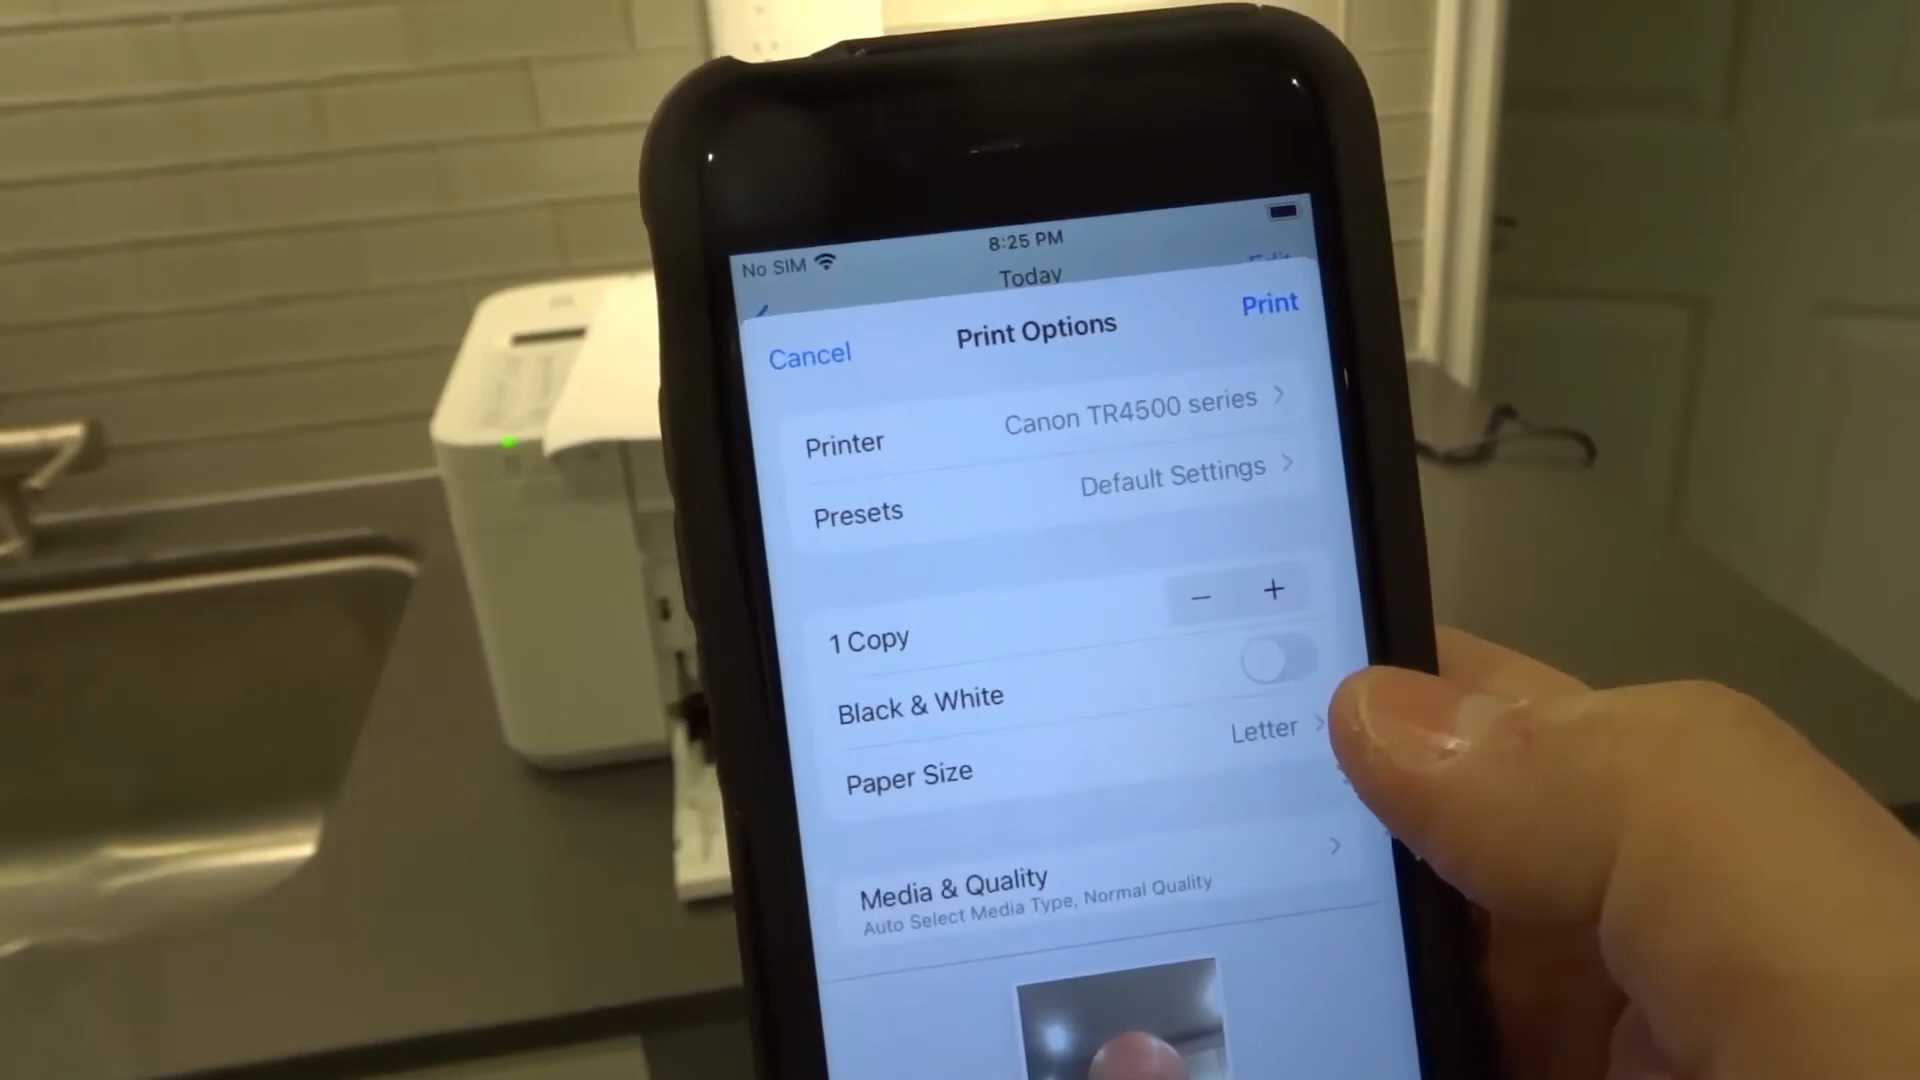 No SIM 8:25 PM
Today Edit
Cancel Print Options Print
Printer Canon TR4500 series
Presets Default Settings
1 Copy − +
Black & White
Paper Size Letter
Media & Quality
Auto Select Media Type, Normal Quality